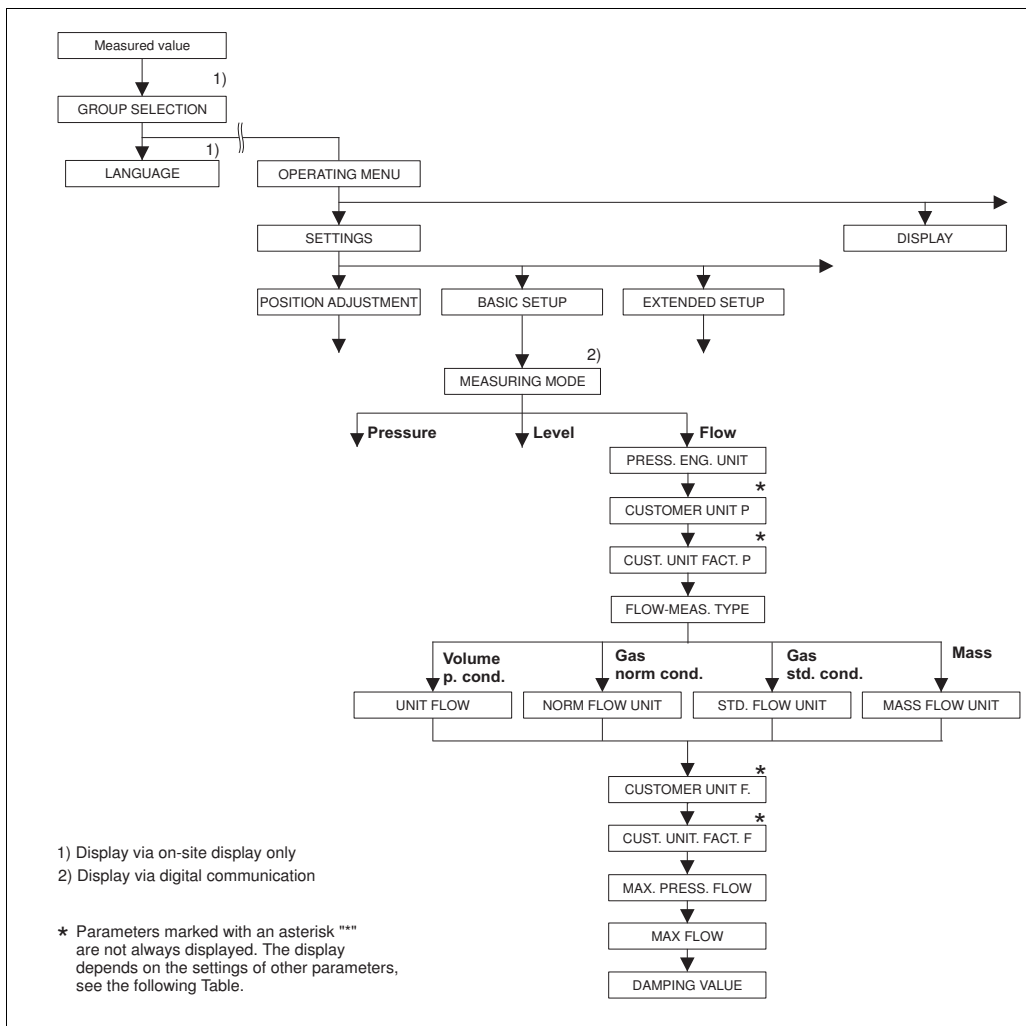 Measured value
1)
GROUP SELECTION
1)
LANGUAGE
OPERATING MENU
SETTINGS
DISPLAY
POSITION ADJUSTMENT
BASIC SETUP
EXTENDED SETUP
2)
MEASURING MODE
Pressure
Level
Flow
PRESS. ENG. UNIT
*
CUSTOMER UNIT P
*
CUST. UNIT FACT. P
FLOW-MEAS. TYPE
Volume
p. cond.
Gas
norm cond.
Gas
std. cond.
Mass
UNIT FLOW
NORM FLOW UNIT
STD. FLOW UNIT
MASS FLOW UNIT
*
CUSTOMER UNIT F.
*
CUST. UNIT. FACT. F
MAX. PRESS. FLOW
MAX FLOW
DAMPING VALUE
1) Display via on-site display only
2) Display via digital communication
* Parameters marked with an asterisk "*"
are not always displayed. The display
depends on the settings of other parameters,
see the following Table.